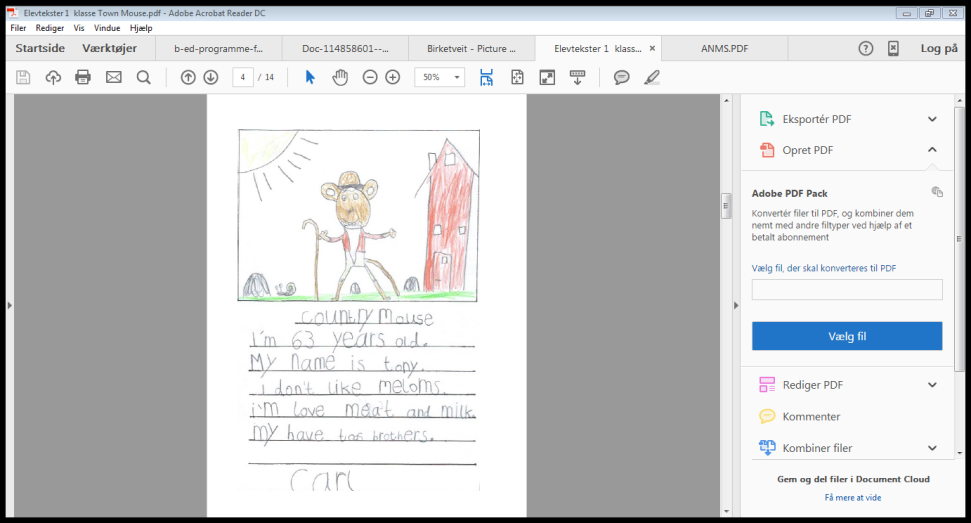 Elevtekster 1 klasse Town Mouse.pdf - Adobe Acrobat Reader DC
Filer Rediger Vis Vindue Hjælp
Startside Værktøjer b-ed-programme-f... Doc-114858601--... Birketveit - Picture ... Elevtekster 1 klass... × ANMS.PDF Log på
4 / 14 50%
Eksportér PDF
Opret PDF
Adobe PDF Pack
Konvertér filer til PDF, og kombiner dem
nemt med andre filtyper ved hjælp af et
betalt abonnement
Vælg fil, der skal konverteres til PDF
Vælg fil
Rediger PDF
Kommenter
Kombiner filer
Gem og del filer i Document Cloud
Få mere at vide
country Mouse
I'm 63 years old.
My name is tony.
i don't like meloms.
i'm love meat and milk.
my have brothers.
Carl